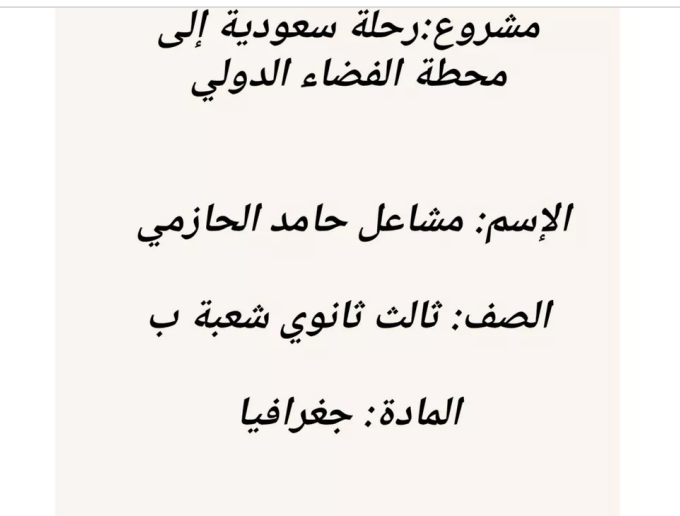 مشروع:رحلة سعودية إلى
محطة الفضاء الدولي
الإسم: مشاعل حامد الحازمي
الصف: ثالث ثانوي شعبة ب
المادة: جغرافيا